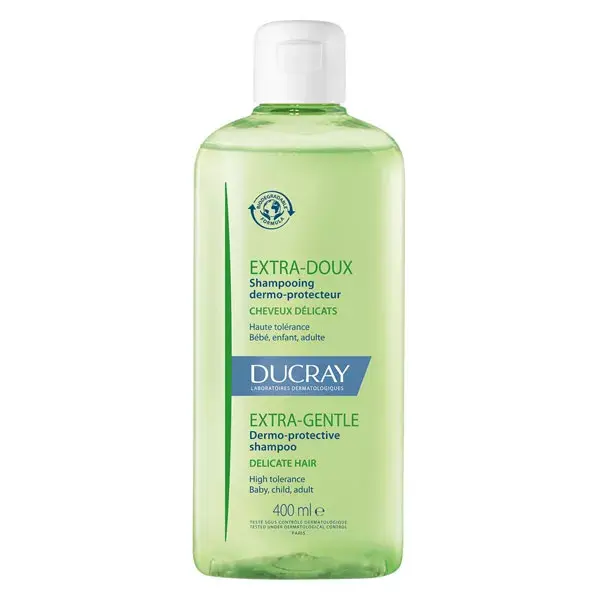 BIODEGRADABLE
FORMULA
EXTRA-DOUX
Shampooing
dermo-protecteur
CHEVEUX DÉLICATS
Haute tolérance
Bébé, enfant, adulte
DUCRAY
LABORATOIRES DERMATOLOGIQUES
EXTRA-GENTLE
Dermo-protective
shampoo
DELICATE HAIR
High tolerance
Baby, child, adult
400 ml e
TESTÉ SOUS CONTRÔLE DERMATOLOGIQUE
TESTED UNDER DERMATOLOGICAL CONTROL
PARIS